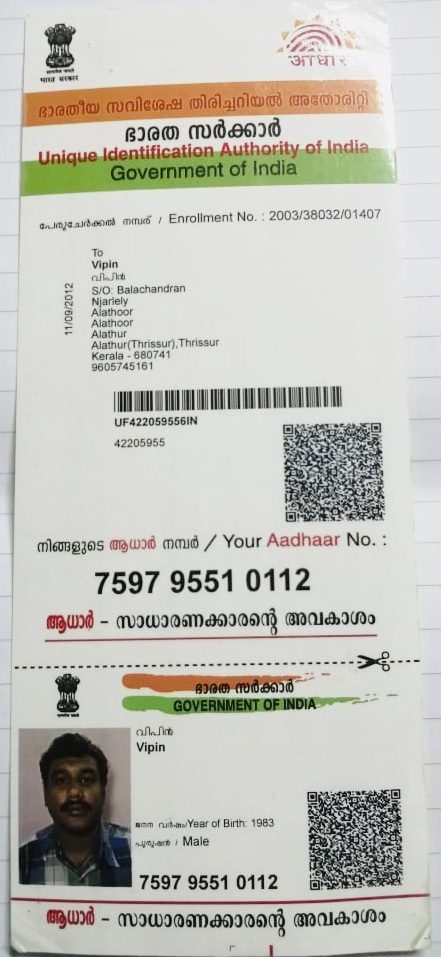 भारत सरकार
आधार
ഭാരതീയ സവിശേഷ തിരിച്ചറിയൽ അതോറിറ്റി
ഭാരത സർക്കാർ
Unique Identification Authority of India
Government of India
പേരുചേർക്കൽ നമ്പര് / Enrollment No. : 2003/38032/01407
11/09/2012
To
Vipin
വിപിൻ
S/O: Balachandran
Njarlely
Alathoor
Alathoor
Alathur
Alathur(Thrissur),Thrissur
Kerala - 680741
9605745161
UF422059556IN
42205955
നിങ്ങളുടെ ആധാർ നമ്പർ / Your Aadhaar No. :
7597 9551 0112
ആധാർ - സാധാരണക്കാരന്റെ അവകാശം
ഭാരത സർക്കാർ
GOVERNMENT OF INDIA
വിപിൻ
Vipin
ജനന വർഷം/Year of Birth: 1983
പുരുഷൻ / Male
7597 9551 0112
ആധാർ - സാധാരണക്കാരന്റെ അവകാശം